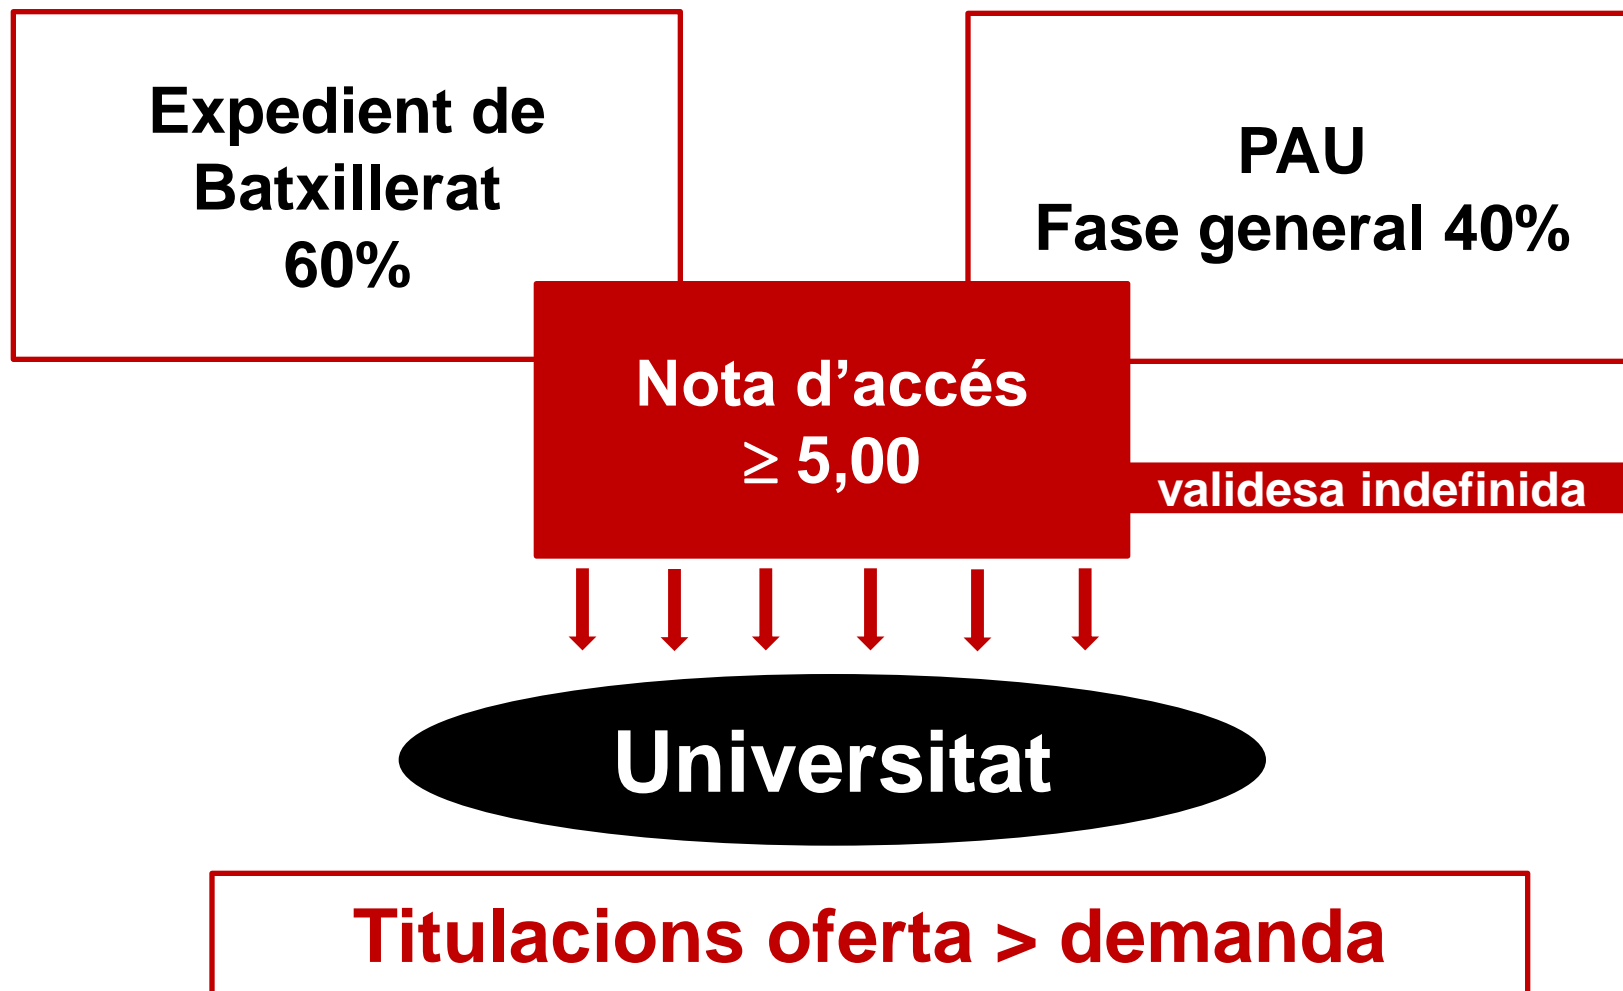 Expedient de
Batxillerat
60%
PAU
Fase general 40%
Nota d’accés
≥ 5,00
validesa indefinida
Universitat
Titulacions oferta > demanda